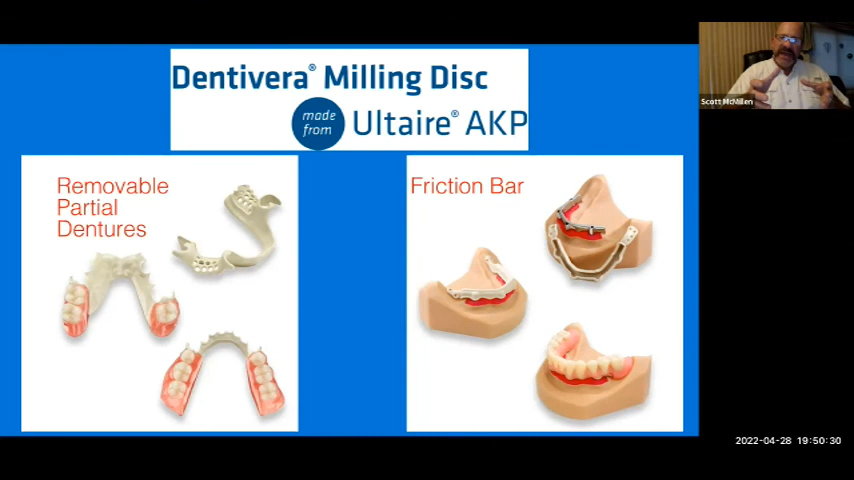 Dentivera® Milling Disc
made from Ultaire® AKP
Scott McMillen
Removable
Partial
Dentures
Friction Bar
2022-04-28 19:50:30